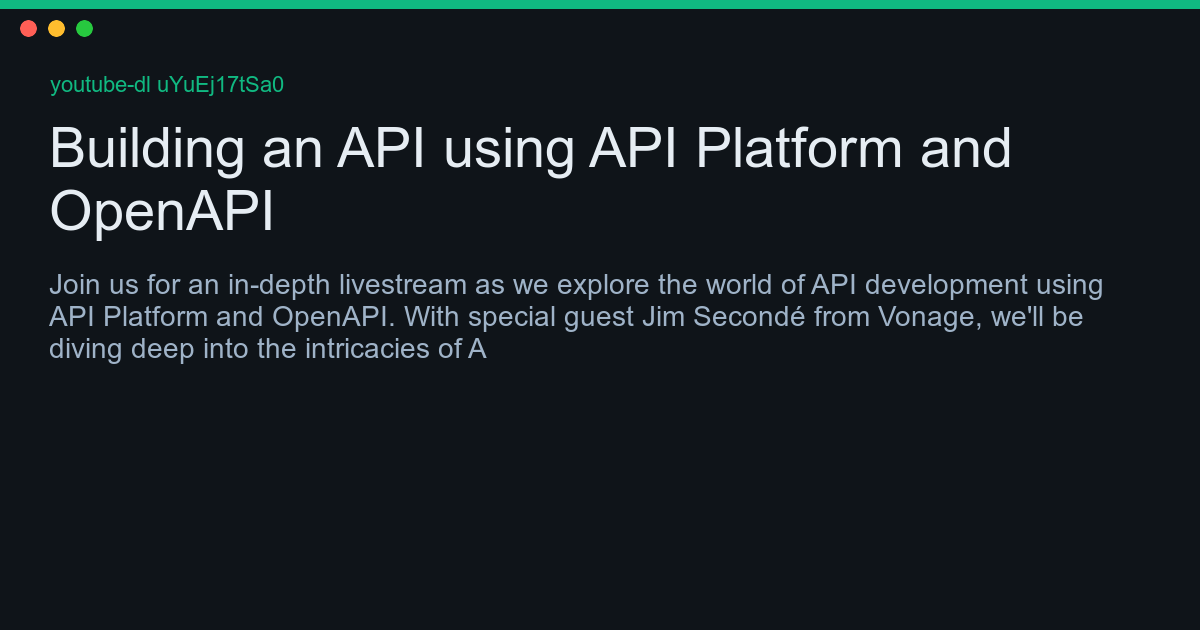 youtube-dl uYuEj17tSa0
Building an API using API Platform and
OpenAPI
Join us for an in-depth livestream as we explore the world of API development using
API Platform and OpenAPI. With special guest Jim Secondé from Vonage, we'll be
diving deep into the intricacies of A